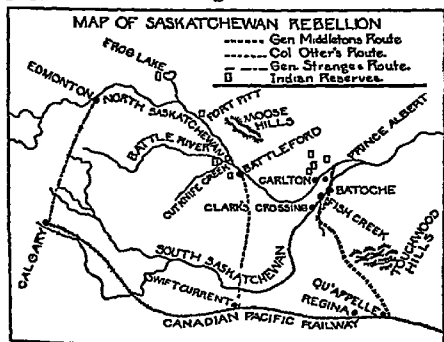 MAP OF SASKATCHEWAN REBELLION
Gen Middletons Route
Col Otter's Route.
Gen. Stranges Route.
Indian Reserves.
FROG LAKE
EDMONTON
NORTH SASKATCHEWAN
FORT PITT
MOOSE HILLS
PRINCE ALBERT
BATTLE RIVER
BATTLEFORD
CUT KNIFE CREEK
CARLTON
BATOCHE
CLARKS CROSSING
FISH CREEK
TOUCHWOOD HILLS
CALGARY
SOUTH SASKATCHEWAN
SWIFT CURRENT
QU'APPELLE
REGINA
CANADIAN PACIFIC RAILWAY